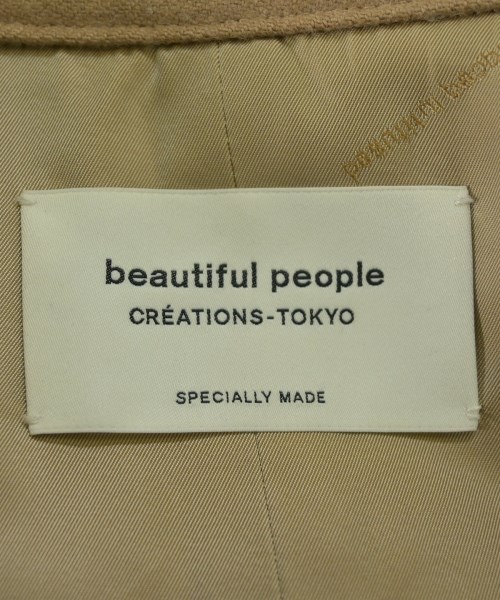 beautiful people
CRÉATIONS-TOKYO
SPECIALLY MADE